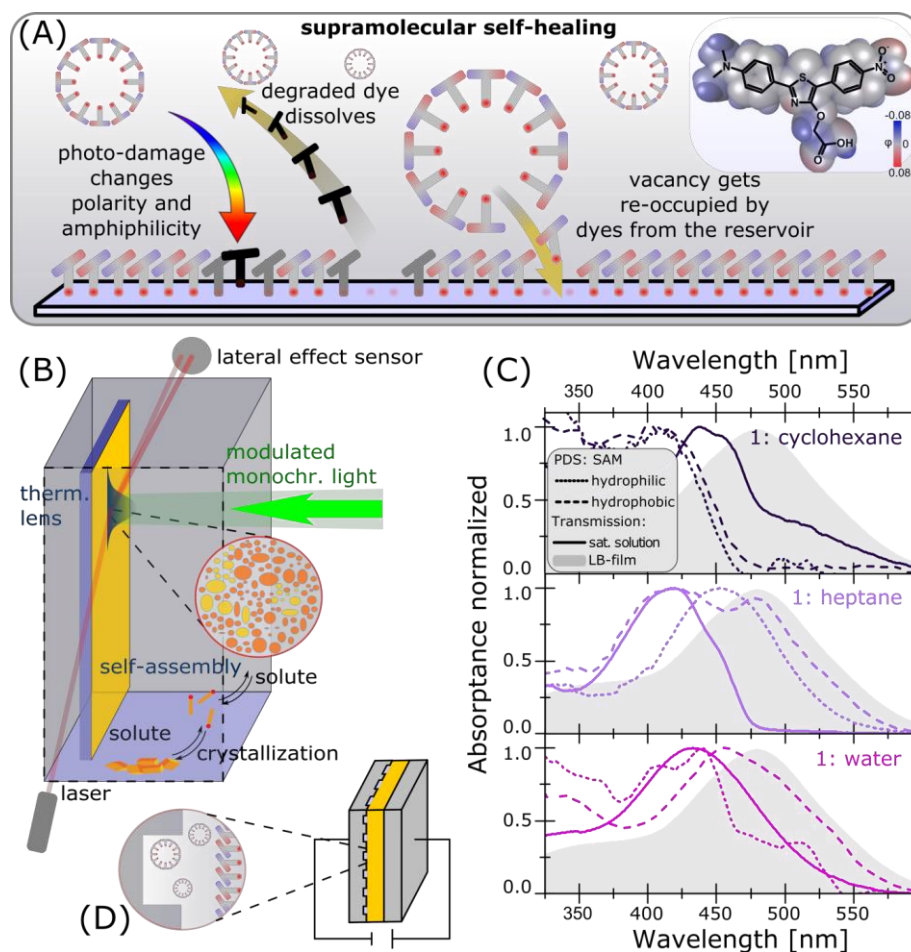 (A)
supramolecular self-healing
degraded dye
dissolves
photo-damage
changes
polarity and
amphiphilicity
vacancy gets
re-occupied by
dyes from the reservoir
N
S
N
N⁺
O⁻
O
O
O
OH
-0.08
φ 0
0.08
(B)
lateral effect sensor
modulated
monochr. light
therm.
lens
self-assembly
solute
solute
crystallization
laser
(D)
(C)
Wavelength [nm]
350 400 450 500 550
1.0
0.5
0.0
1: cyclohexane
PDS: SAM
hydrophilic
hydrophobic
Transmission:
sat. solution
LB-film
1.0
0.5
0.0
1: heptane
1.0
0.5
0.0
1: water
Absorptance normalized
350 400 450 500 550
Wavelength [nm]